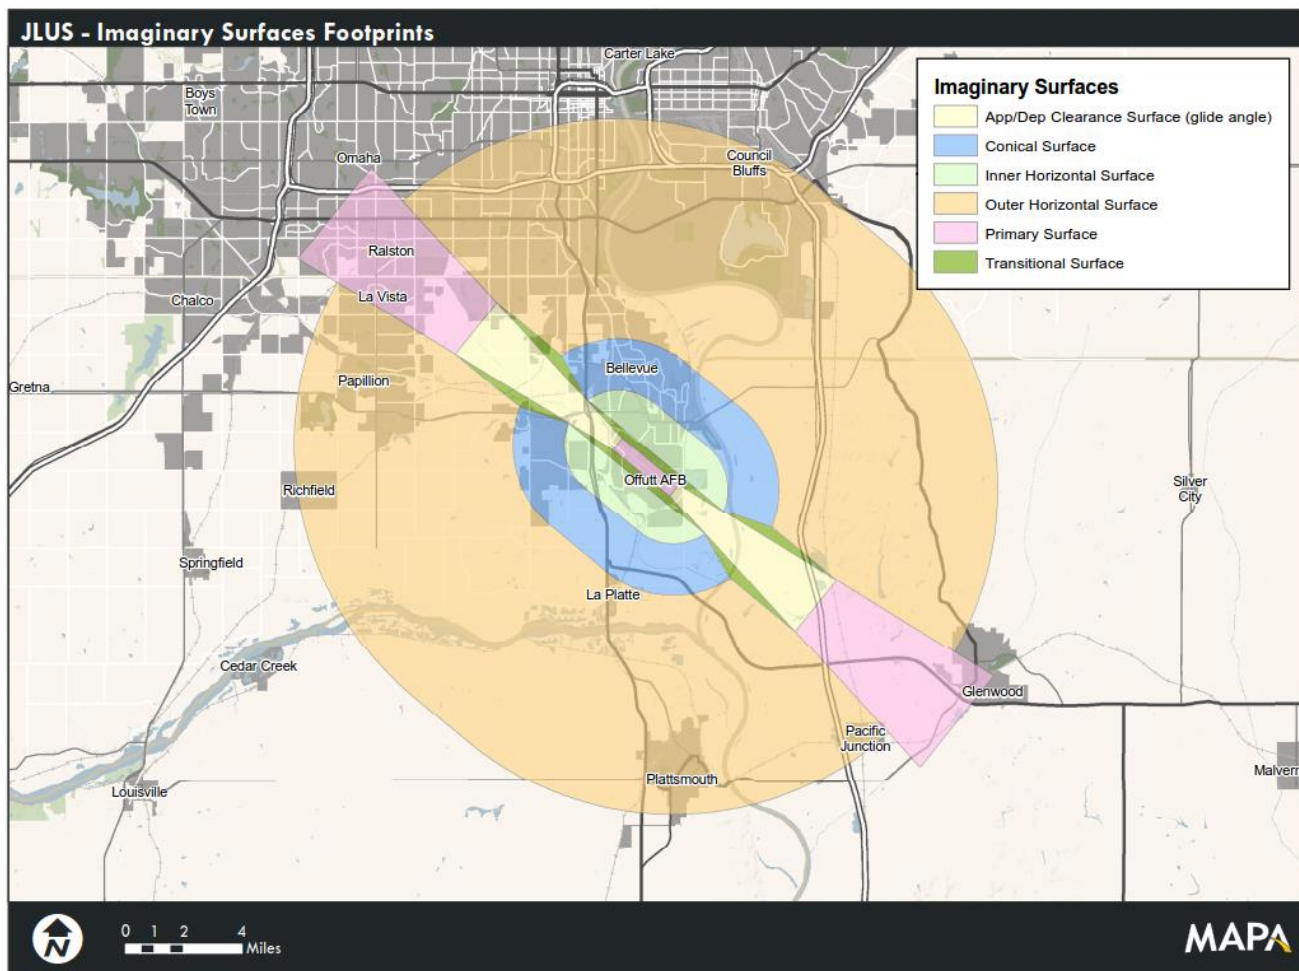 JLUS - Imaginary Surfaces Footprints
Carter Lake
Boys
Town
Omaha
Council
Bluffs
Imaginary Surfaces
App/Dep Clearance Surface (glide angle)
Conical Surface
Inner Horizontal Surface
Outer Horizontal Surface
Primary Surface
Transitional Surface
Ralston
La Vista
Chalco
Bellevue
Papillion
Gretna
Offutt AFB
Richfield
Silver
City
Springfield
La Platte
Cedar Creek
Glenwood
Pacific
Junction
Plattsmouth
Malvern
Louisville
N
0 1 2 4
Miles
MAPA